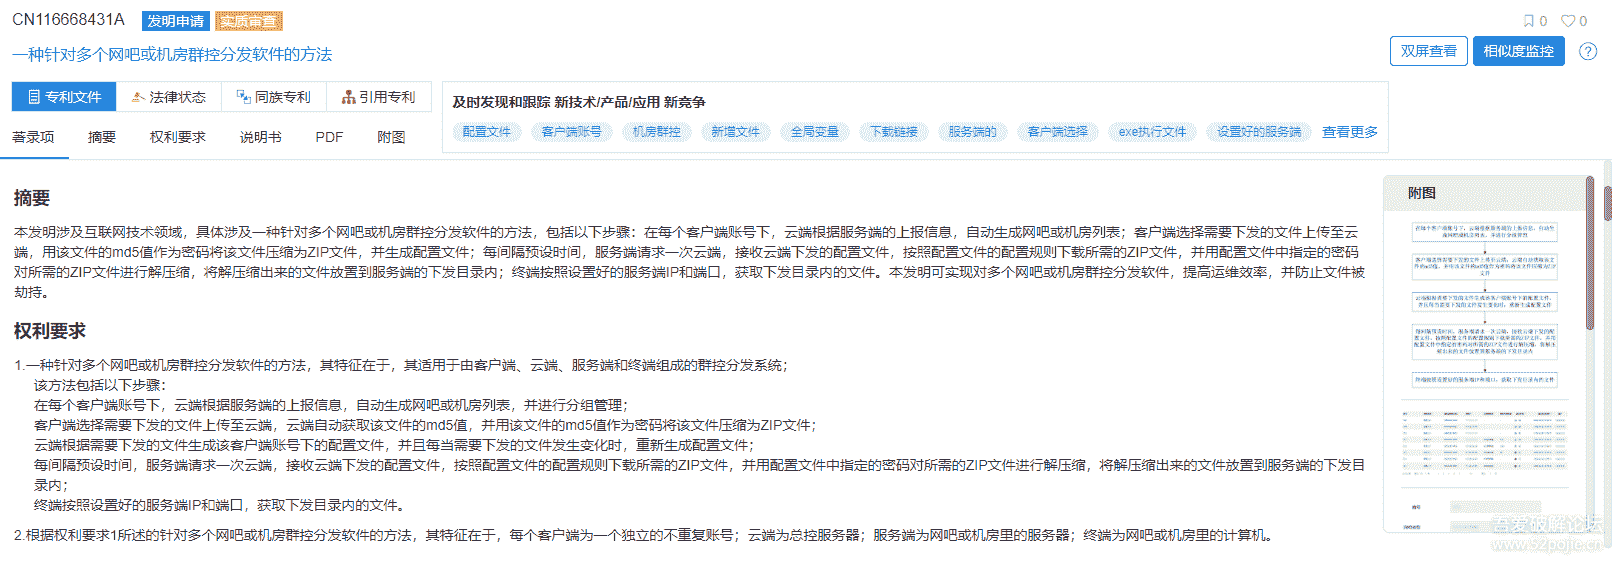 CN116668431A 发明申请 实质审查 0 0
一种针对多个网吧或机房群控分发软件的方法 双屏查看 相似度监控 ?
专利文件 法律状态 同族专利 引用专利
及时发现和跟踪 新技术/产品/应用 新竞争
著录项 摘要 权利要求 说明书 PDF 附图
配置文件 客户端账号 机房群控 新增文件 全局变量 下载链接 服务端的 客户端选择 exe执行文件 设置好的服务端 查看更多
摘要
本发明涉及互联网技术领域，具体涉及一种针对多个网吧或机房群控分发软件的方法，包括以下步骤：在每个客户端账号下，云端根据服务端的上报信息，自动生成网吧或机房列表；客户端选择需要下发的文件上传至云
端，用该文件的md5值作为密码将该文件压缩为ZIP文件，并生成配置文件；每间隔预设时间，服务端请求一次云端，接收云端下发的配置文件，按照配置文件的配置规则下载所需的ZIP文件，并用配置文件中指定的密码
对所需的ZIP文件进行解压缩，将解压缩出来的文件放置到服务端的下发目录内；终端按照设置好的服务端IP和端口，获取下发目录内的文件。本发明可实现对多个网吧或机房群控分发软件，提高运维效率，并防止文件被
劫持。
权利要求
1.一种针对多个网吧或机房群控分发软件的方法，其特征在于，其适用于由客户端、云端、服务端和终端组成的群控分发系统；
该方法包括以下步骤：
在每个客户端账号下，云端根据服务端的上报信息，自动生成网吧或机房列表，并进行分组管理；
客户端选择需要下发的文件上传至云端，云端自动获取该文件的md5值，并用该文件的md5值作为密码将该文件压缩为ZIP文件；
云端根据需要下发的文件生成该客户端账号下的配置文件，并且每当需要下发的文件发生变化时，重新生成配置文件；
每间隔预设时间，服务端请求一次云端，接收云端下发的配置文件，按照配置文件的配置规则下载所需的ZIP文件，并用配置文件中指定的密码对所需的ZIP文件进行解压缩，将解压缩出来的文件放置到服务端的下发目
录内；
终端按照设置好的服务端IP和端口，获取下发目录内的文件。
2.根据权利要求1所述的针对多个网吧或机房群控分发软件的方法，其特征在于，每个客户端为一个独立的不重复账号；云端为总控服务器；服务端为网吧或机房里的服务器；终端为网吧或机房里的计算机。
附图
吾爱破解论坛
www.52pojie.cn